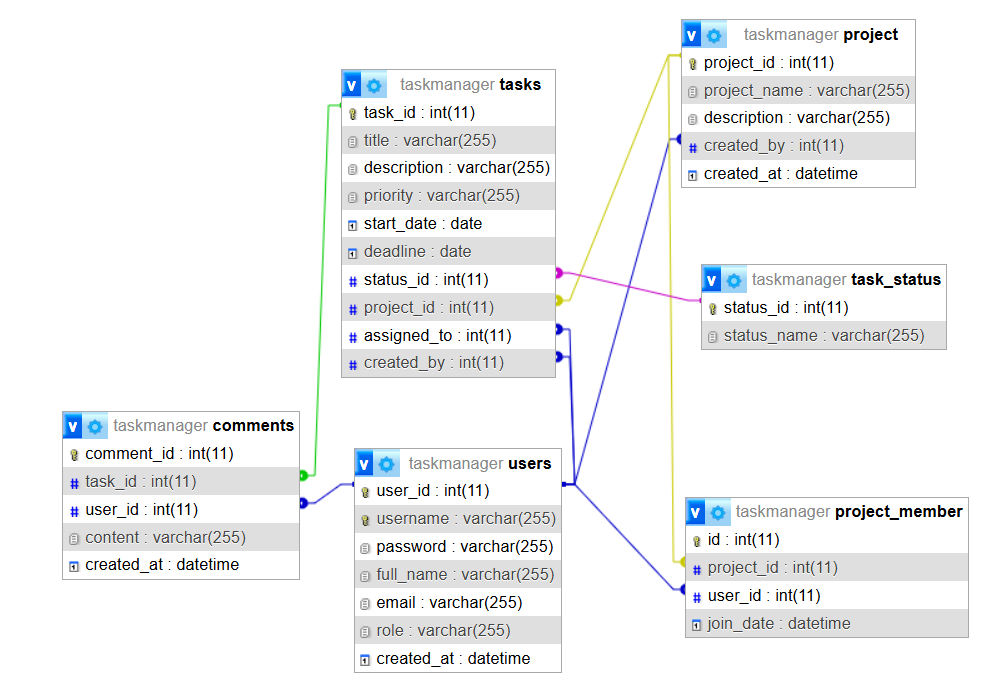 v taskmanager project
project_id : int(11)
project_name : varchar(255)
description : varchar(255)
created_by : int(11)
created_at : datetime
v taskmanager tasks
task_id : int(11)
title : varchar(255)
description : varchar(255)
priority : varchar(255)
start_date : date
deadline : date
status_id : int(11)
project_id : int(11)
assigned_to : int(11)
created_by : int(11)
v taskmanager task_status
status_id : int(11)
status_name : varchar(255)
v taskmanager comments
comment_id : int(11)
task_id : int(11)
user_id : int(11)
content : varchar(255)
created_at : datetime
v taskmanager users
user_id : int(11)
username : varchar(255)
password : varchar(255)
full_name : varchar(255)
email : varchar(255)
role : varchar(255)
created_at : datetime
v taskmanager project_member
id : int(11)
project_id : int(11)
user_id : int(11)
join_date : datetime